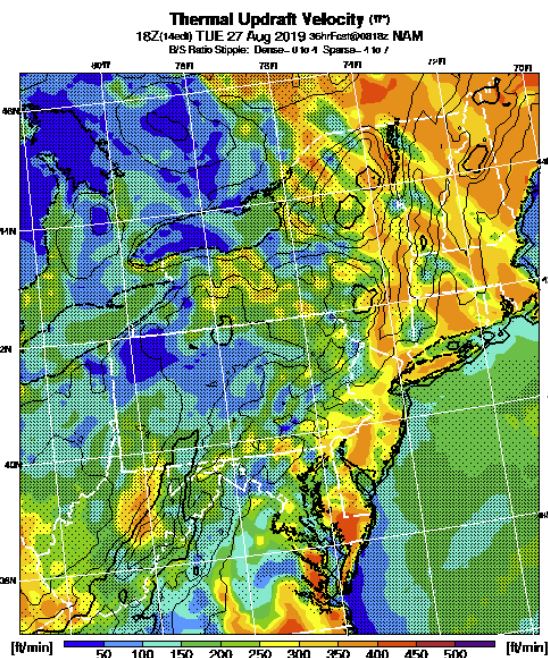 Thermal Updraft Velocity (W*)
18Z(14edt) TUE 27 Aug 2019 36hrFcst@0618z NAM
B/S Ratio Stipple: Dense= 0 to 4 Sparse= 4 to 7
80W 78W 76W 74W 72W 70W
46N
44N
42N
40N
38N
[ft/min] 50 100 150 200 250 300 350 400 450 500 [ft/min]